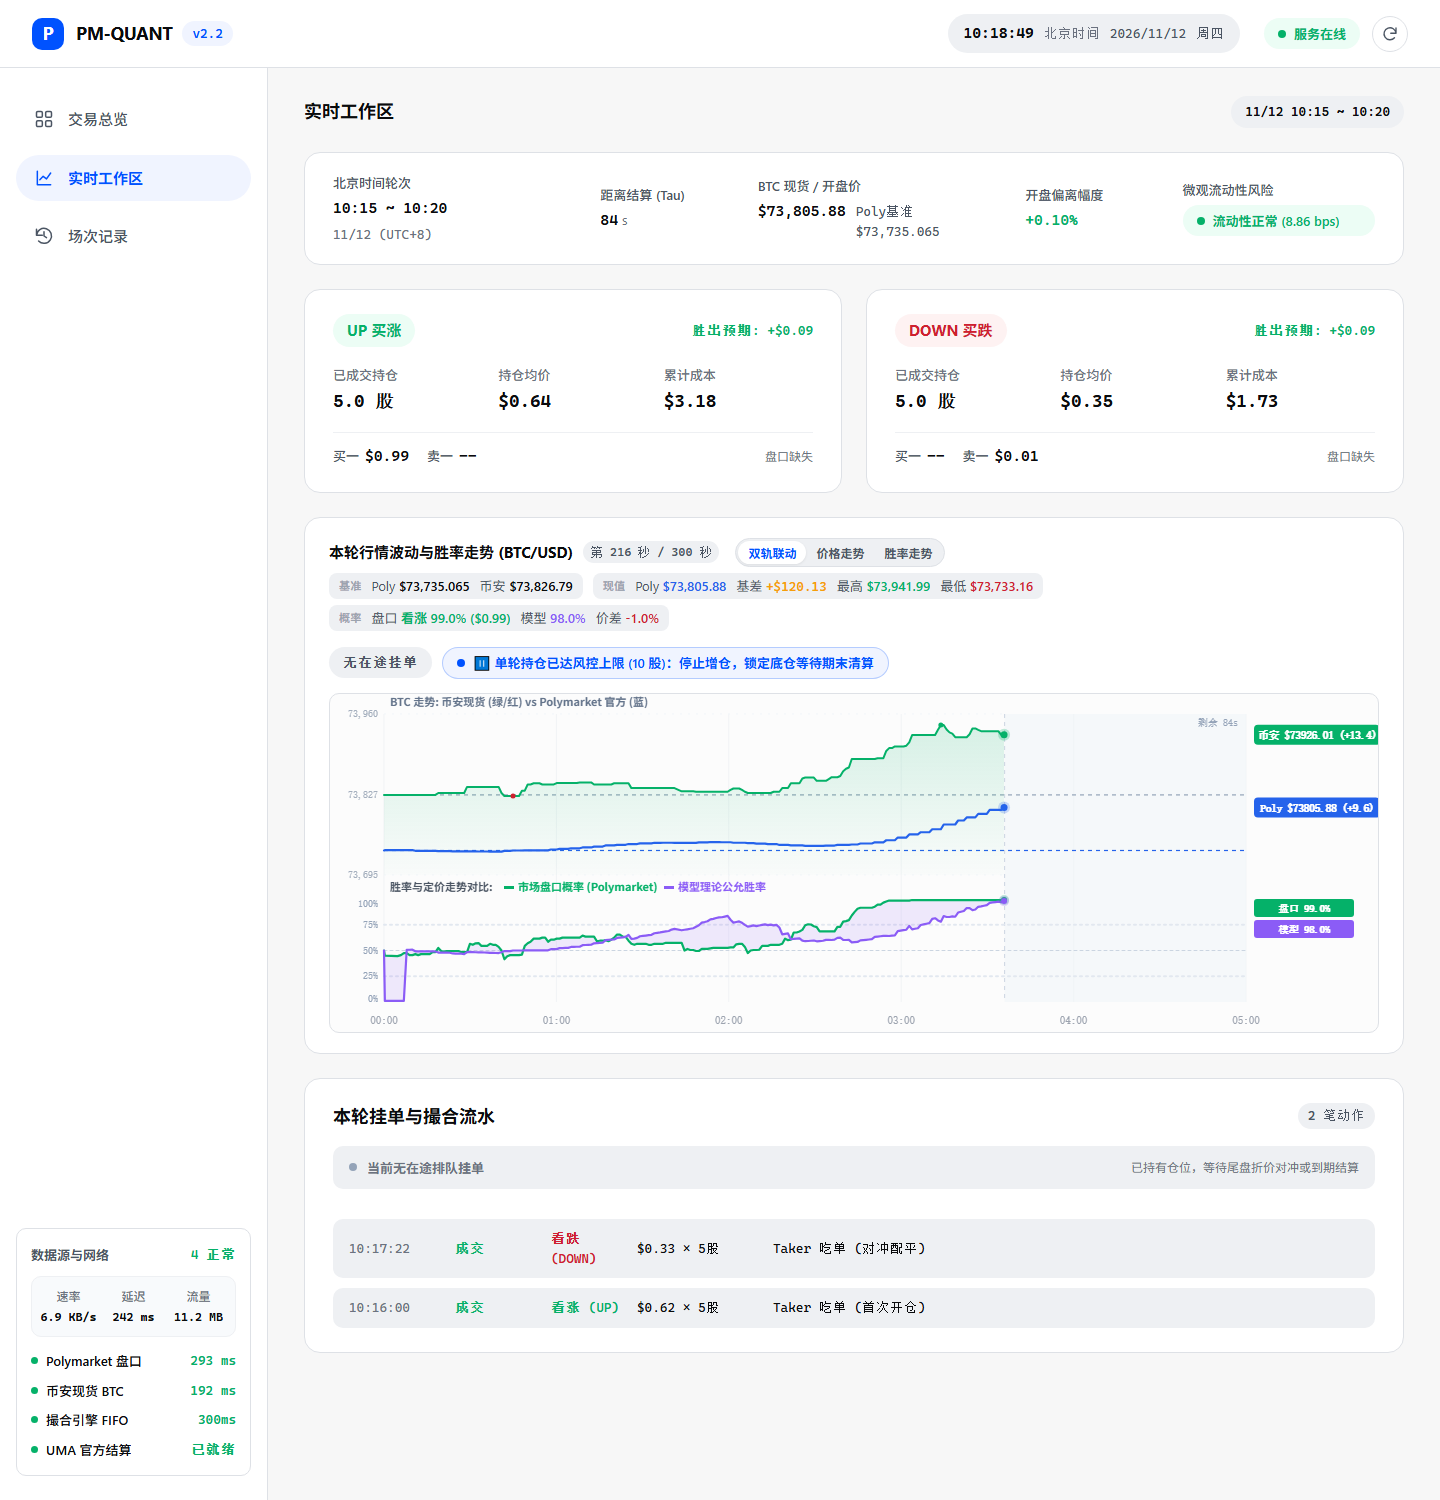 P PM-QUANT v2.2
10:18:49 北京时间 2026/11/12 周四
服务在线
交易总览
实时工作区
场次记录
数据源与网络 4 正常
速率 延迟 流量
6.9 KB/s 242 ms 11.2 MB
Polymarket 盘口 293 ms
币安现货 BTC 192 ms
撮合引擎 FIFO 300ms
UMA 官方结算 已就绪
实时工作区
11/12 10:15 ~ 10:20
北京时间轮次
10:15 ~ 10:20
11/12 (UTC+8)
距离结算 (Tau)
84 s
BTC 现货 / 开盘价
$73,805.88 Poly基准
$73,735.065
开盘偏离幅度
+0.10%
微观流动性风险
流动性正常 (8.86 bps)
UP 买涨
胜出预期: +$0.09
已成交持仓 持仓均价 累计成本
5.0 股 $0.64 $3.18
买一 $0.99 卖一 -- 盘口缺失
DOWN 买跌
胜出预期: +$0.09
已成交持仓 持仓均价 累计成本
5.0 股 $0.35 $1.73
买一 -- 卖一 $0.01 盘口缺失
本轮行情波动与胜率走势 (BTC/USD) 第 216 秒 / 300 秒 双轨联动 价格走势 胜率走势
基准 Poly $73,735.065 币安 $73,826.79
现值 Poly $73,805.88 基差 +$120.13 最高 $73,941.99 最低 $73,733.16
概率 盘口 看涨 99.0% ($0.99) 模型 98.0% 价差 -1.0%
无在途挂单
⏸ 单轮持仓已达风控上限 (10 股)：停止增仓，锁定底仓等待期末清算
BTC 走势: 币安现货 (绿/红) vs Polymarket 官方 (蓝)
73,960
剩余 84s
币安 $73926.01 (+13.4)
73,827
Poly $73805.88 (+9.6)
73,695
胜率与定价走势对比: 市场盘口概率 (Polymarket) 模型理论公允胜率
100%
盘口 99.0%
75%
模型 98.0%
50%
25%
0%
00:00 01:00 02:00 03:00 04:00 05:00
本轮挂单与撮合流水
2 笔动作
当前无在途排队挂单
已持有仓位，等待尾盘折价对冲或到期结算
10:17:22 成交 看跌 (DOWN) $0.33 × 5股 Taker 吃单 (对冲配平)
10:16:00 成交 看涨 (UP) $0.62 × 5股 Taker 吃单 (首次开仓)